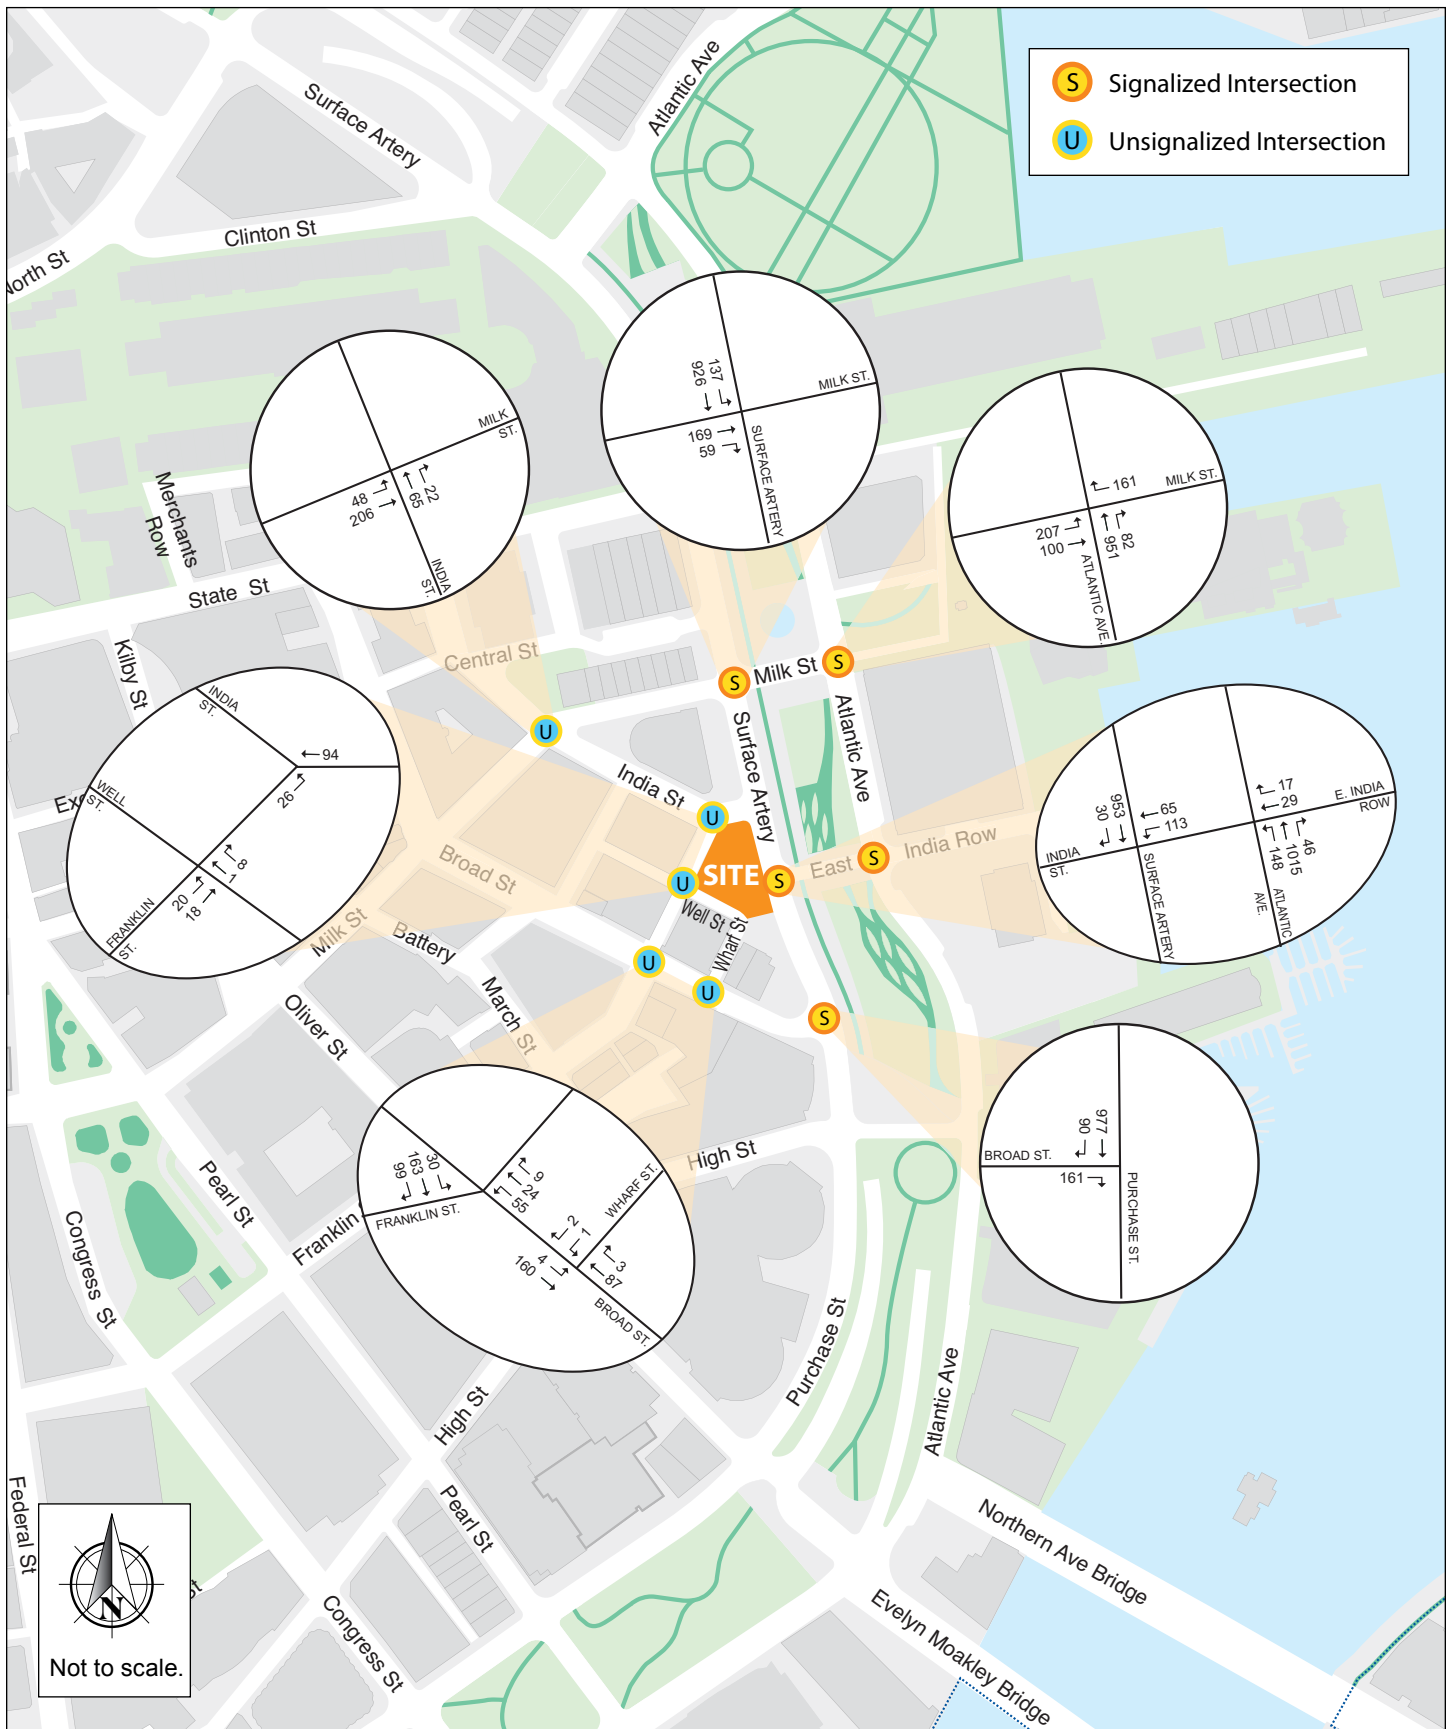 S Signalized Intersection
U Unsignalized Intersection
Surface Artery
Atlantic Ave
Clinton St
North St
Merchants
Row
State St
Kilby St
Central St
48
206
65
22
MILK
ST.
INDIA
ST.
926
137
169
59
MILK ST.
SURFACE ARTERY
161
207
100
951
82
MILK ST.
ATLANTIC AVE.
S
Milk St
S
U
Surface Artery
Atlantic Ave
India St
U
INDIA
ST.
94
26
WELL
ST.
8
1
20
18
FRANKLIN
ST.
953
30
65
113
INDIA
ST.
SURFACE ARTERY
17
29
E. INDIA
ROW
148
1015
46
ATLANTIC
AVE.
East
S
India Row
SITE
S
U
Broad St
Well St
Wharf St
Milk St
Battery
March St
U
U
S
Oliver St
977
90
BROAD ST.
161
PURCHASE ST.
99
163
30
FRANKLIN ST.
9
24
55
2
1
WHARF ST.
4
160
3
87
BROAD ST.
High St
Pearl St
Franklin
Congress St
Purchase St
Atlantic Ave
High St
Pearl St
Federal St
Congress St
Northern Ave Bridge
Evelyn Moakley Bridge
N
Not to scale.